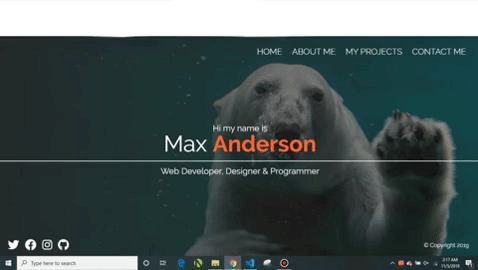 HOME ABOUT ME MY PROJECTS CONTACT ME
Hi my name is
Max Anderson
Web Developer, Designer & Programmer
© Copyright 2019
Type here to search
2:17 AM
11/5/2019